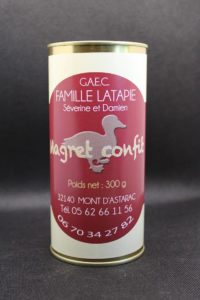 G.A.E.C.
FAMILLE LATAPIE
Séverine et Damien
Magret confit
Poids net : 300 g
32140 MONT D'ASTARAC
Tél 05 62 66 11 56
06 70 34 27 82